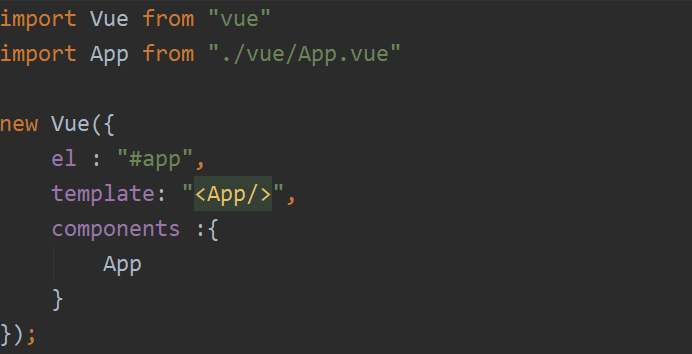 import Vue from "vue"
import App from "./vue/App.vue"
new Vue({
    el : "#app",
    template: "<App/>",
    components :{
        App
    }
});